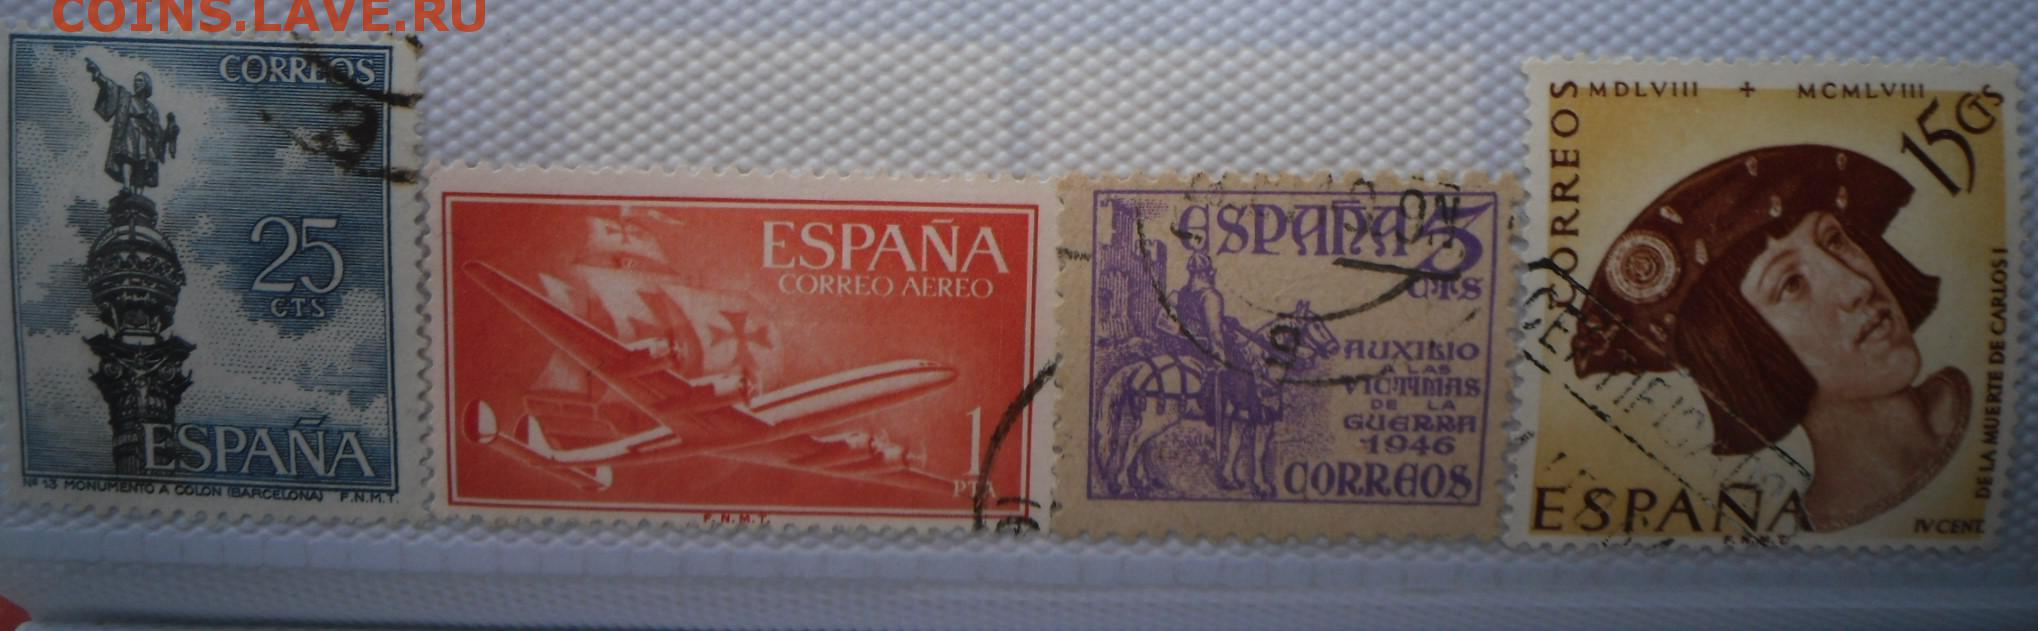 COINS.LAVE.RU
CORREOS
25
CTS
ESPAÑA
Nº 13 MONUMENTO A COLON (BARCELONA) F.N.M.T.
ESPAÑA
CORREO AEREO
1
PTA
F.N.M.T.
ESPAÑA 5
CTS
AUXILIO
A LAS
VICTIMAS
DE LA
GUERRA
1946
CORREOS
MDLVIII + MCMLVIII
CORREOS
15 CTS
ESPAÑA
IV CENT. DE LA MUERTE DE CARLOS I
F.N.M.T.